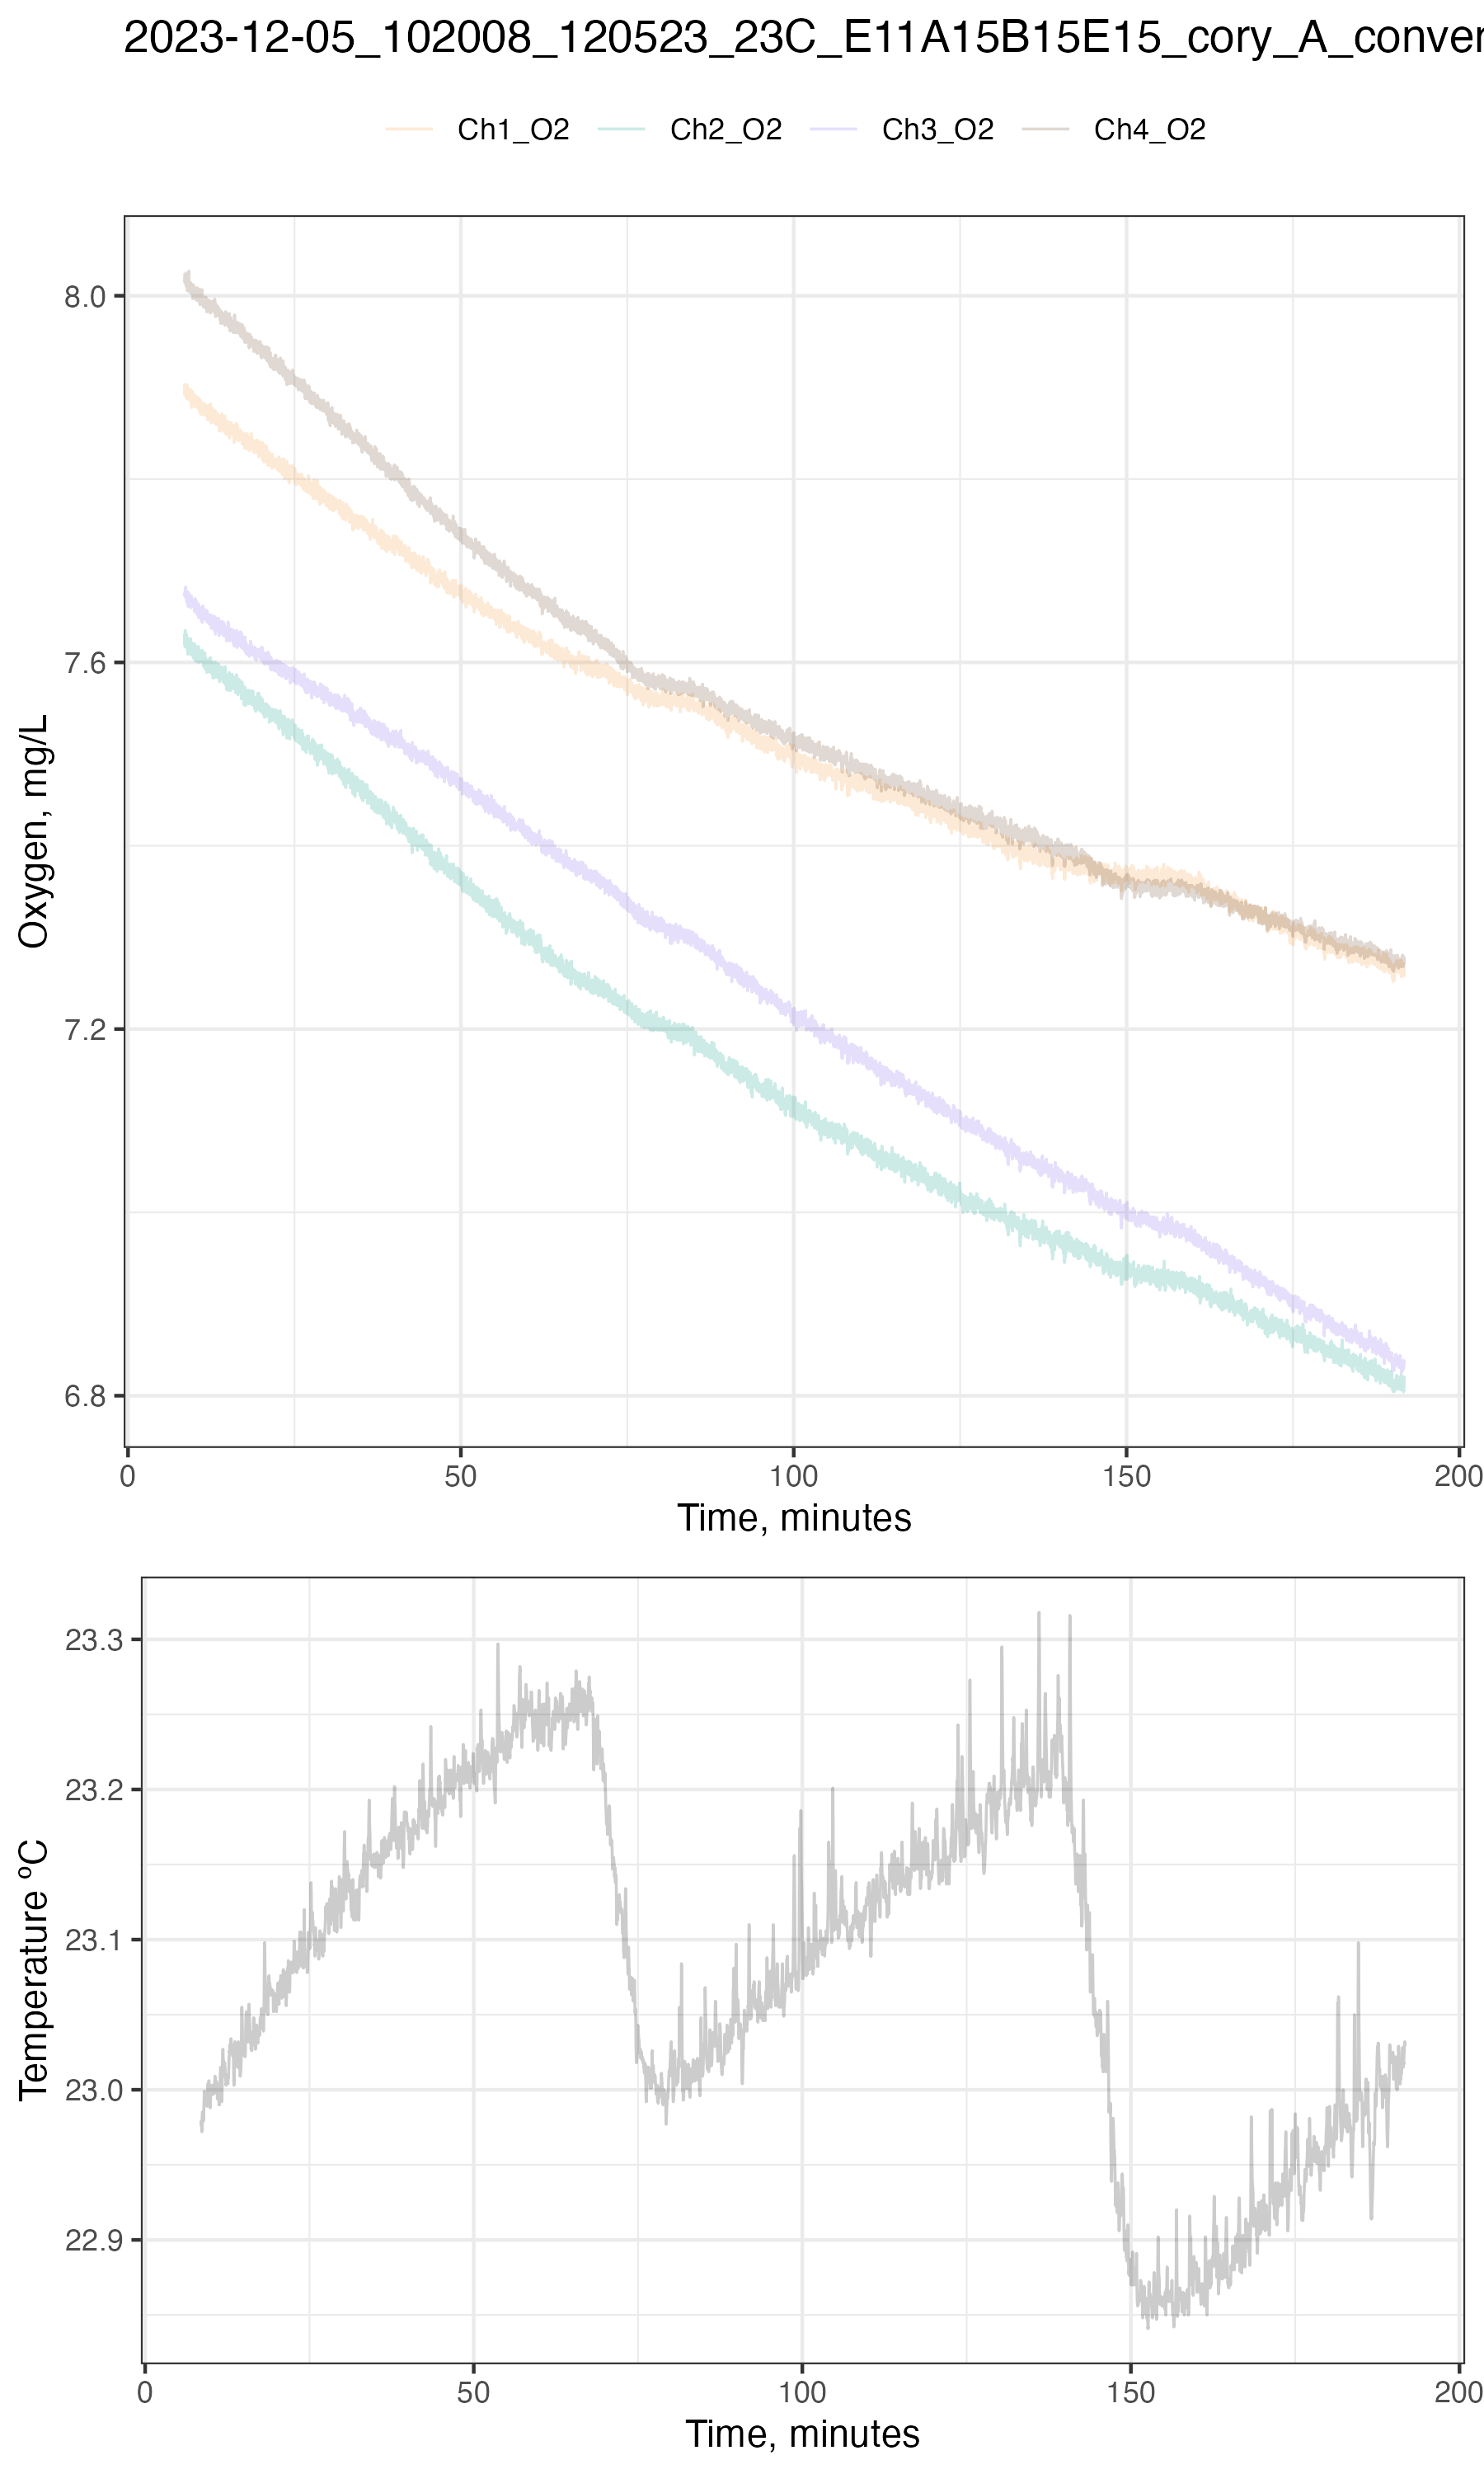 2023-12-05_102008_120523_23C_E11A15B15E15_cory_A_conver
Ch1_O2 Ch2_O2 Ch3_O2 Ch4_O2
Oxygen, mg/L
8.0
7.6
7.2
6.8
0 50 100 150 200
Time, minutes
Temperature ºC
23.3
23.2
23.1
23.0
22.9
0 50 100 150 200
Time, minutes